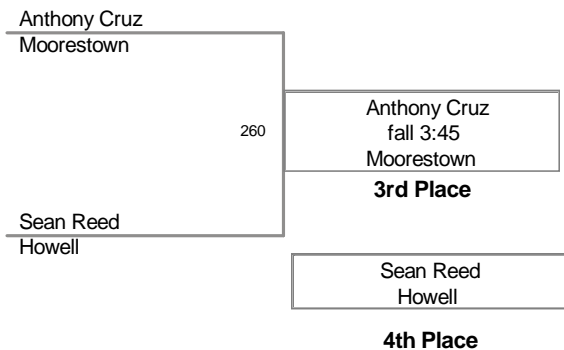 Anthony Cruz
Moorestown
260
Anthony Cruz
fall 3:45
Moorestown
3rd Place
Sean Reed
Howell
Sean Reed
Howell
4th Place